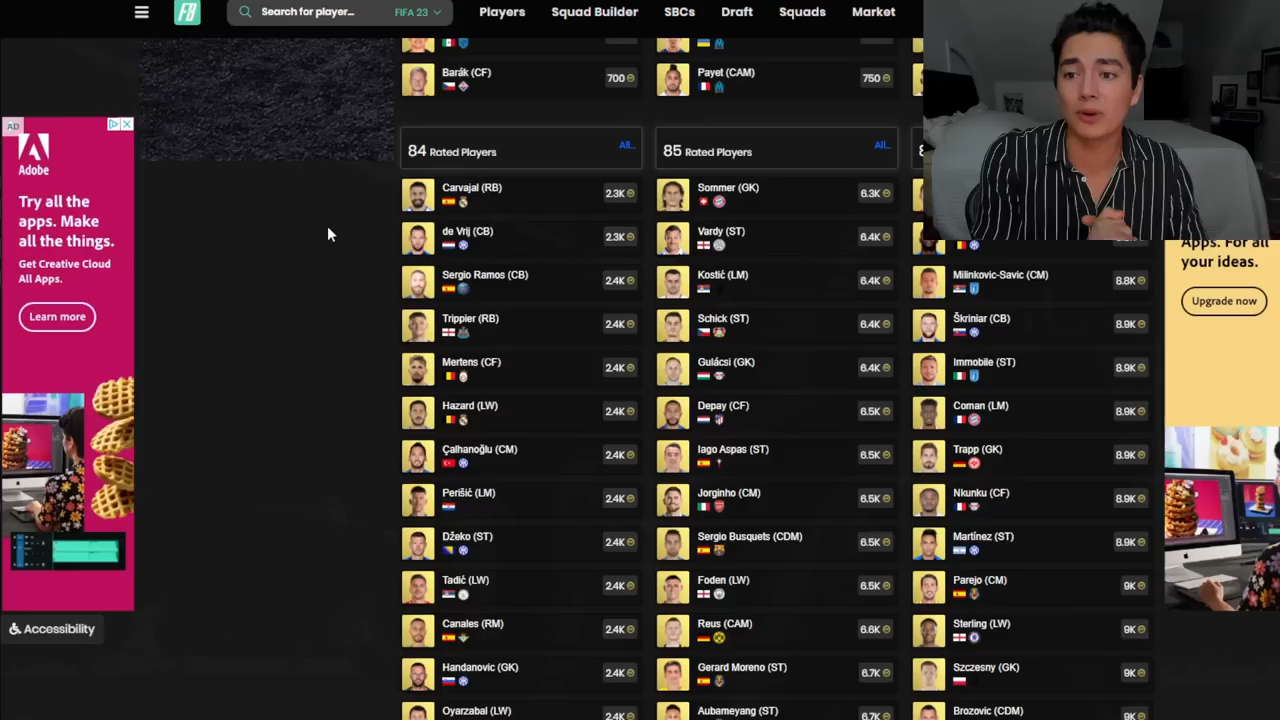 FB
Search for player...
FIFA 23
Players
Squad Builder
SBCs
Draft
Squads
Market
Barák (CF)
700
Payet (CAM)
750
84 Rated Players
All..
85 Rated Players
All..
8
Carvajal (RB)
2.3K
de Vrij (CB)
2.3K
Sergio Ramos (CB)
2.4K
Trippier (RB)
2.4K
Mertens (CF)
2.4K
Hazard (LW)
2.4K
Çalhanoğlu (CM)
2.4K
Perišić (LM)
2.4K
Džeko (ST)
2.4K
Tadić (LW)
2.4K
Canales (RM)
2.4K
Handanovic (GK)
2.4K
Oyarzabal (LW)
2.4K
Sommer (GK)
6.3K
Vardy (ST)
6.4K
Kostić (LM)
6.4K
Schick (ST)
6.4K
Gulácsi (GK)
6.4K
Depay (CF)
6.5K
Iago Aspas (ST)
6.5K
Jorginho (CM)
6.5K
Sergio Busquets (CDM)
6.5K
Foden (LW)
6.5K
Reus (CAM)
6.6K
Gerard Moreno (ST)
6.7K
Aubameyang (ST)
6.7K
Milinkovic-Savic (CM)
8.8K
Škriniar (CB)
8.9K
Immobile (ST)
8.9K
Coman (LM)
8.9K
Trapp (GK)
8.9K
Nkunku (CF)
8.9K
Martínez (ST)
8.9K
Parejo (CM)
9K
Sterling (LW)
9K
Szczesny (GK)
9K
Brozovic (CDM)
9K
AD
Adobe
Try all the
apps. Make
all the things.
Get Creative Cloud
All Apps.
Learn more
Accessibility
Apps. For all
your ideas.
Upgrade now